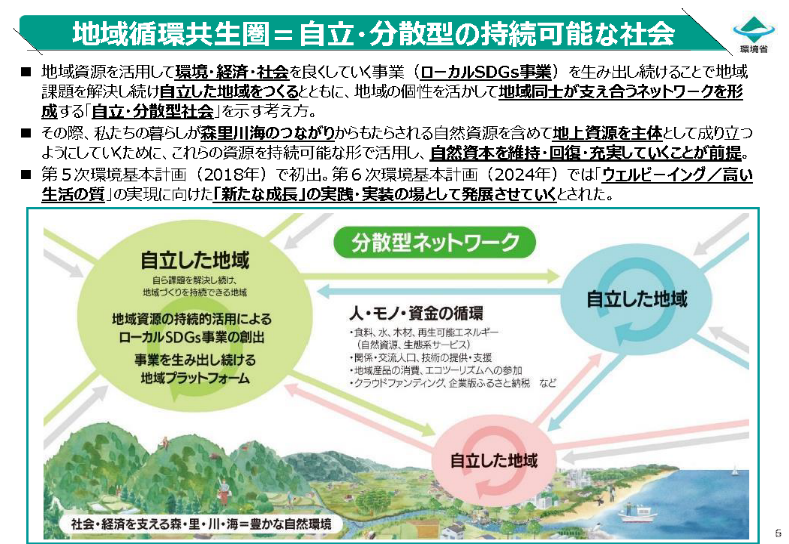 地域循環共生圏＝自立・分散型の持続可能な社会
環境省
■ 地域資源を活用して環境・経済・社会を良くしていく事業（ローカルSDGs事業）を生み出し続けることで地域
課題を解決し続け自立した地域をつくるとともに、地域の個性を活かして地域同士が支え合うネットワークを形
成する「自立・分散型社会」を示す考え方。
■ その際、私たちの暮らしが森里川海のつながりからもたらされる自然資源を含めて地上資源を主体として成り立つ
ようにしていくために、これらの資源を持続可能な形で活用し、自然資本を維持・回復・充実していくことが前提。
■ 第５次環境基本計画（2018年）で初出。第６次環境基本計画（2024年）では「ウェルビーイング／高い
生活の質」の実現に向けた「新たな成長」の実践・実装の場として発展させていくとされた。
分散型ネットワーク
自立した地域
自ら課題を解決し続け、
地域づくりを持続できる地域
地域資源の持続的活用による
ローカルSDGs事業の創出
事業を生み出し続ける
地域プラットフォーム
人・モノ・資金の循環
・食料、水、木材、再生可能エネルギー
（自然資源、生態系サービス）
・関係・交流人口、技術の提供・支援
・地域産品の消費、エコツーリズムへの参加
・クラウドファンディング、企業版ふるさと納税　など
自立した地域
自立した地域
社会・経済を支える森・里・川・海＝豊かな自然環境
6